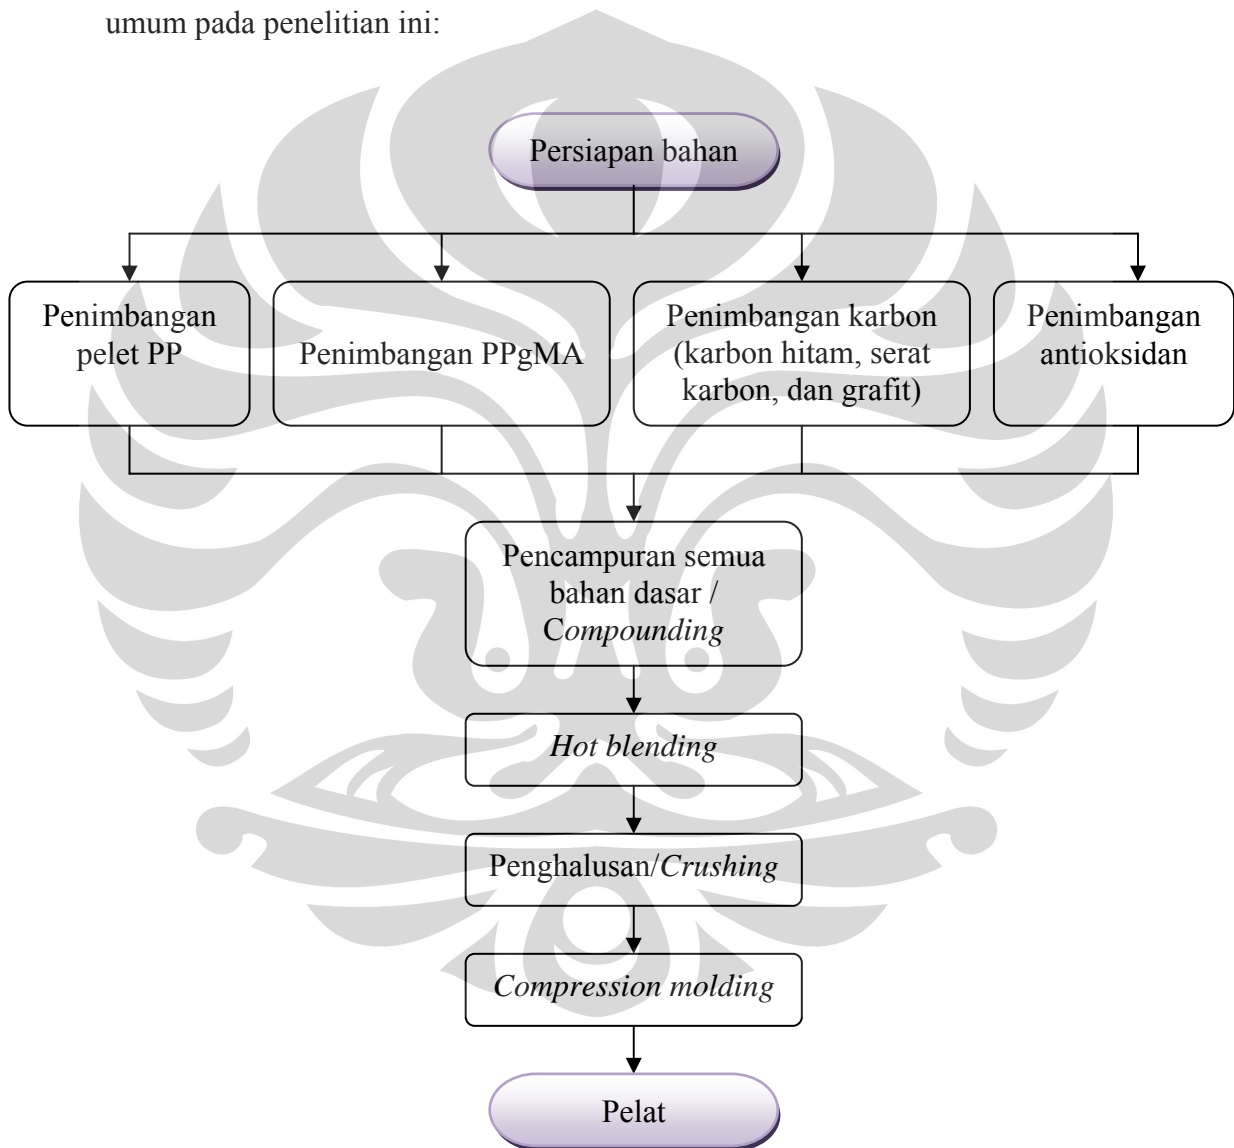 umum pada penelitian ini:
Persiapan bahan
Penimbangan
pelet PP
Penimbangan PPgMA
Penimbangan karbon
(karbon hitam, serat
karbon, dan grafit)
Penimbangan
antioksidan
Pencampuran semua
bahan dasar /
Compounding
Hot blending
Penghalusan/Crushing
Compression molding
Pelat